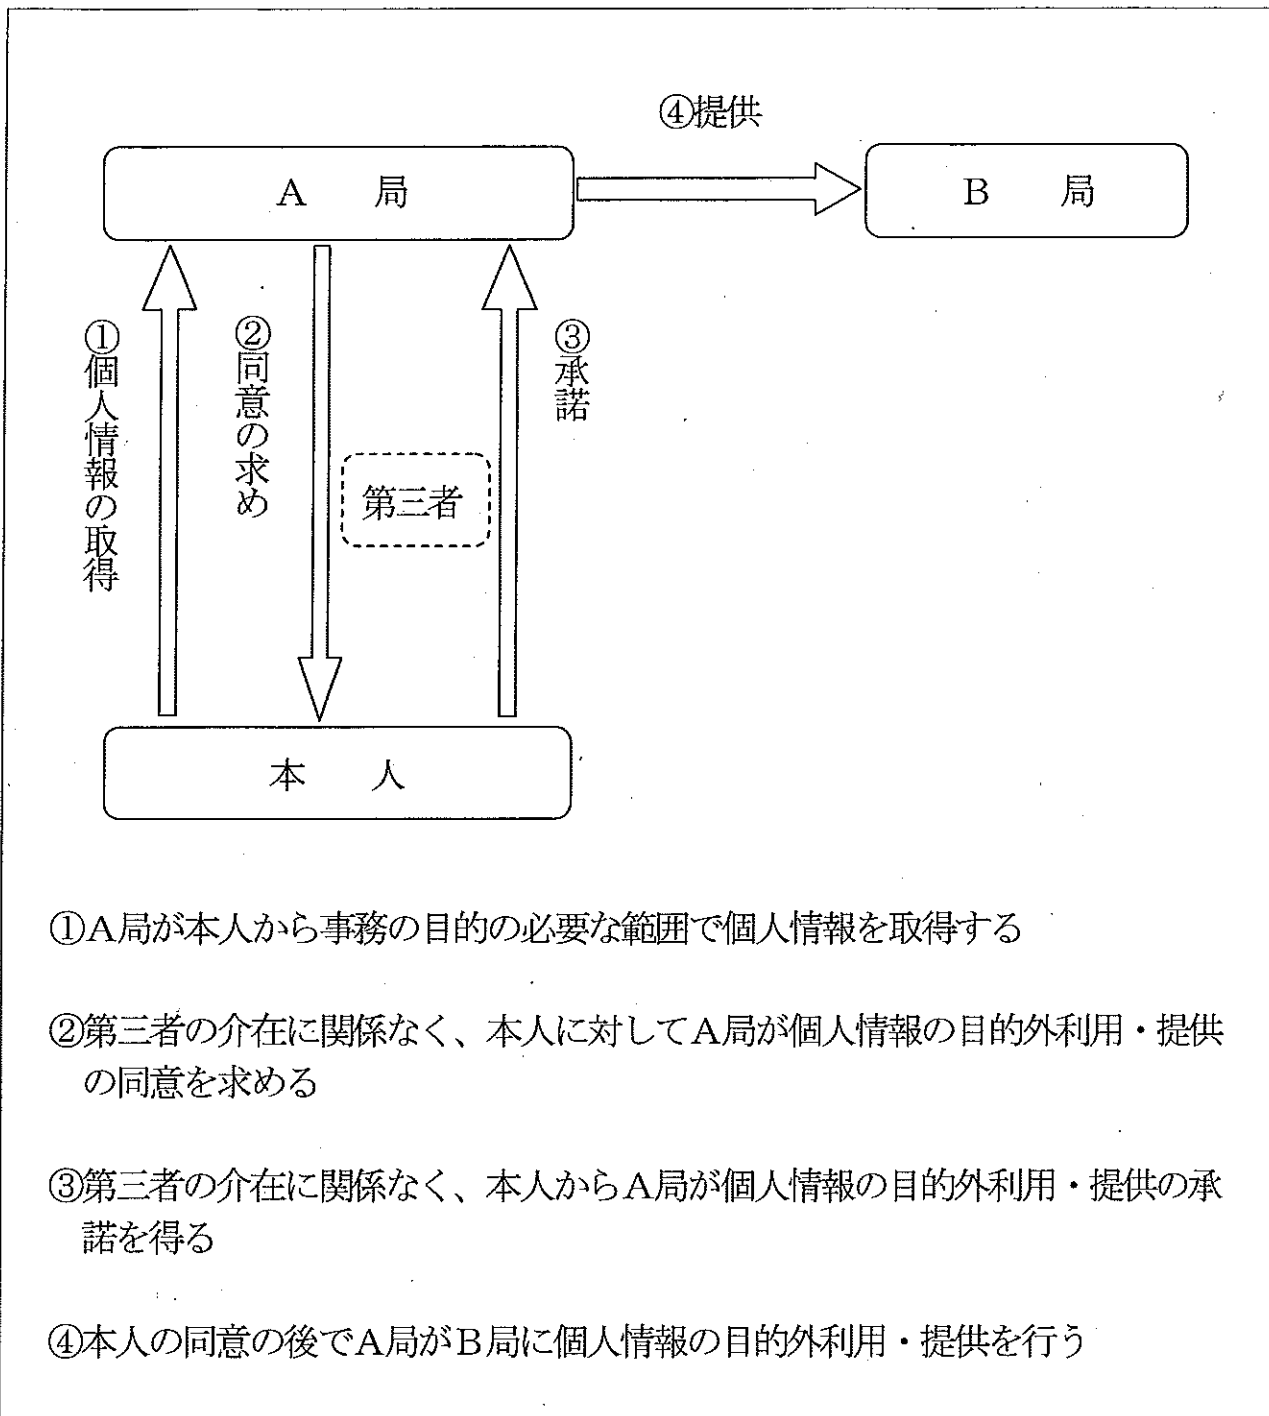 ④提供
A 局
B 局
①個人情報の取得
②同意の求め
③承諾
第三者
本 人
①A局が本人から事務の目的の必要な範囲で個人情報を取得する
②第三者の介在に関係なく、本人に対してA局が個人情報の目的外利用・提供
の同意を求める
③第三者の介在に関係なく、本人からA局が個人情報の目的外利用・提供の承
諾を得る
④本人の同意の後でA局がB局に個人情報の目的外利用・提供を行う